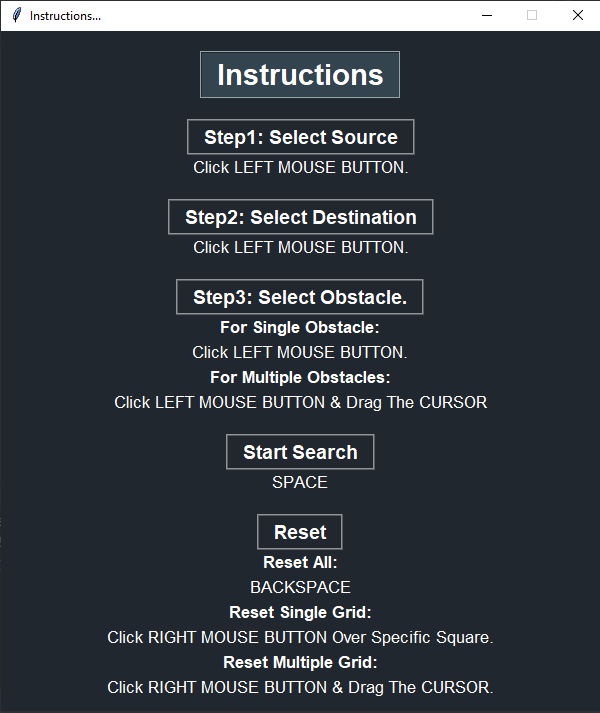 Instructions...
Instructions
Step1: Select Source
Click LEFT MOUSE BUTTON.
Step2: Select Destination
Click LEFT MOUSE BUTTON.
Step3: Select Obstacle.
For Single Obstacle:
Click LEFT MOUSE BUTTON.
For Multiple Obstacles:
Click LEFT MOUSE BUTTON & Drag The CURSOR
Start Search
SPACE
Reset
Reset All:
BACKSPACE
Reset Single Grid:
Click RIGHT MOUSE BUTTON Over Specific Square.
Reset Multiple Grid:
Click RIGHT MOUSE BUTTON & Drag The CURSOR.